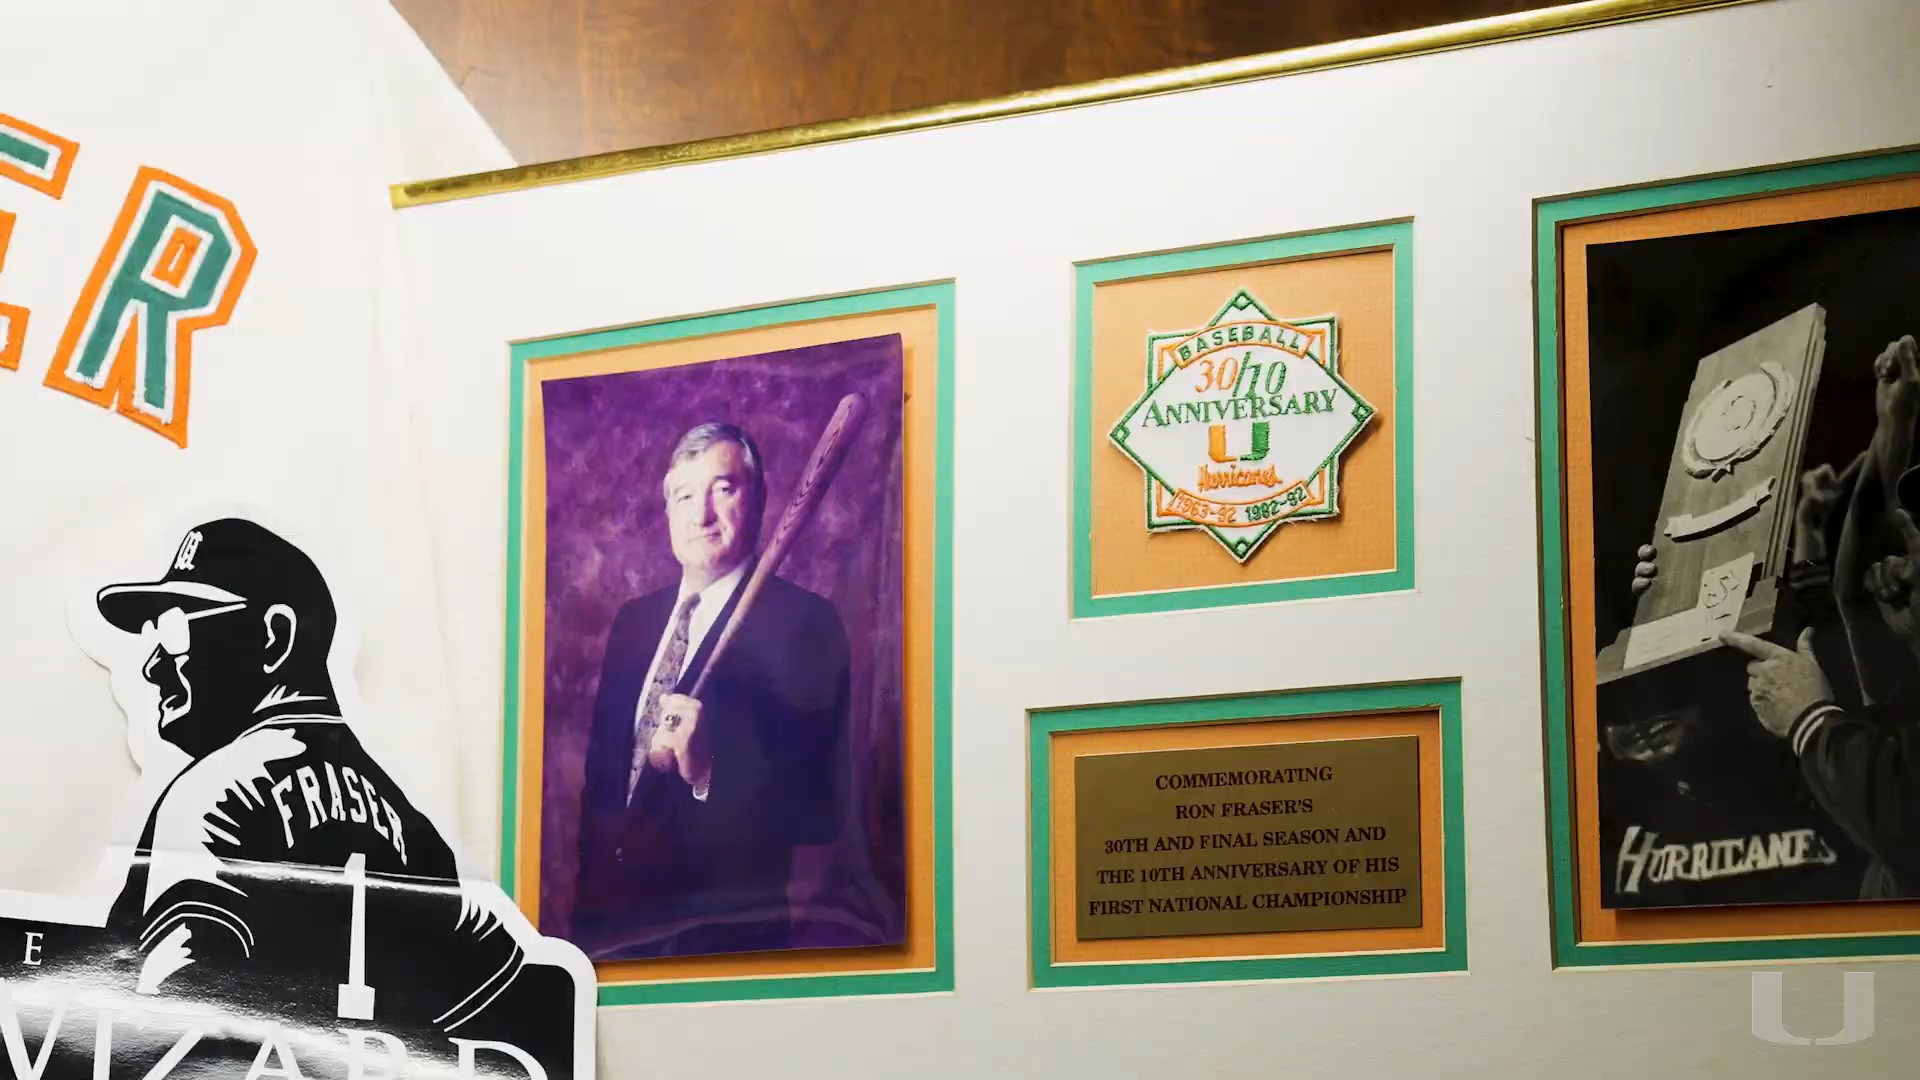 ER
FRASER
E
WIZARD
BASEBALL
30/10
ANNIVERSARY
U
Hurricanes
1963-92 1982-92
COMMEMORATING
RON FRASER'S
30TH AND FINAL SEASON AND
THE 10TH ANNIVERSARY OF HIS
FIRST NATIONAL CHAMPIONSHIP
HURRICANES
U